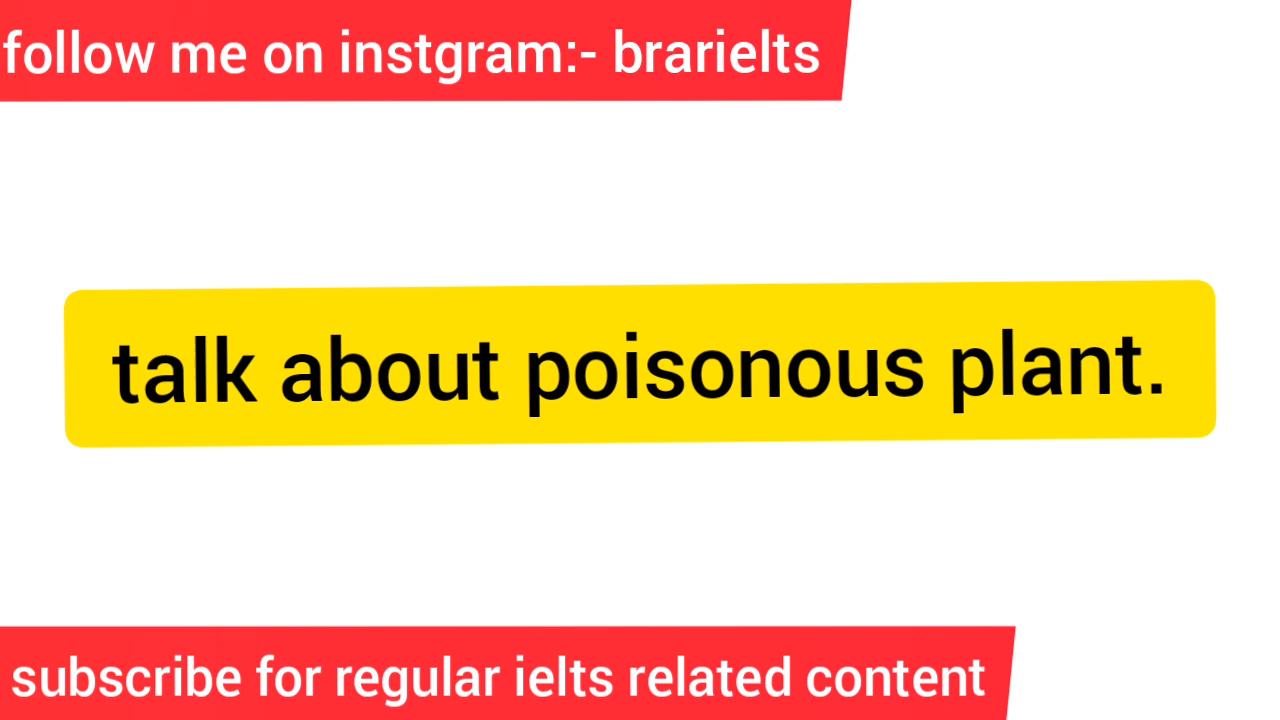 follow me on instgram:- brarielts
talk about poisonous plant.
subscribe for regular ielts related content